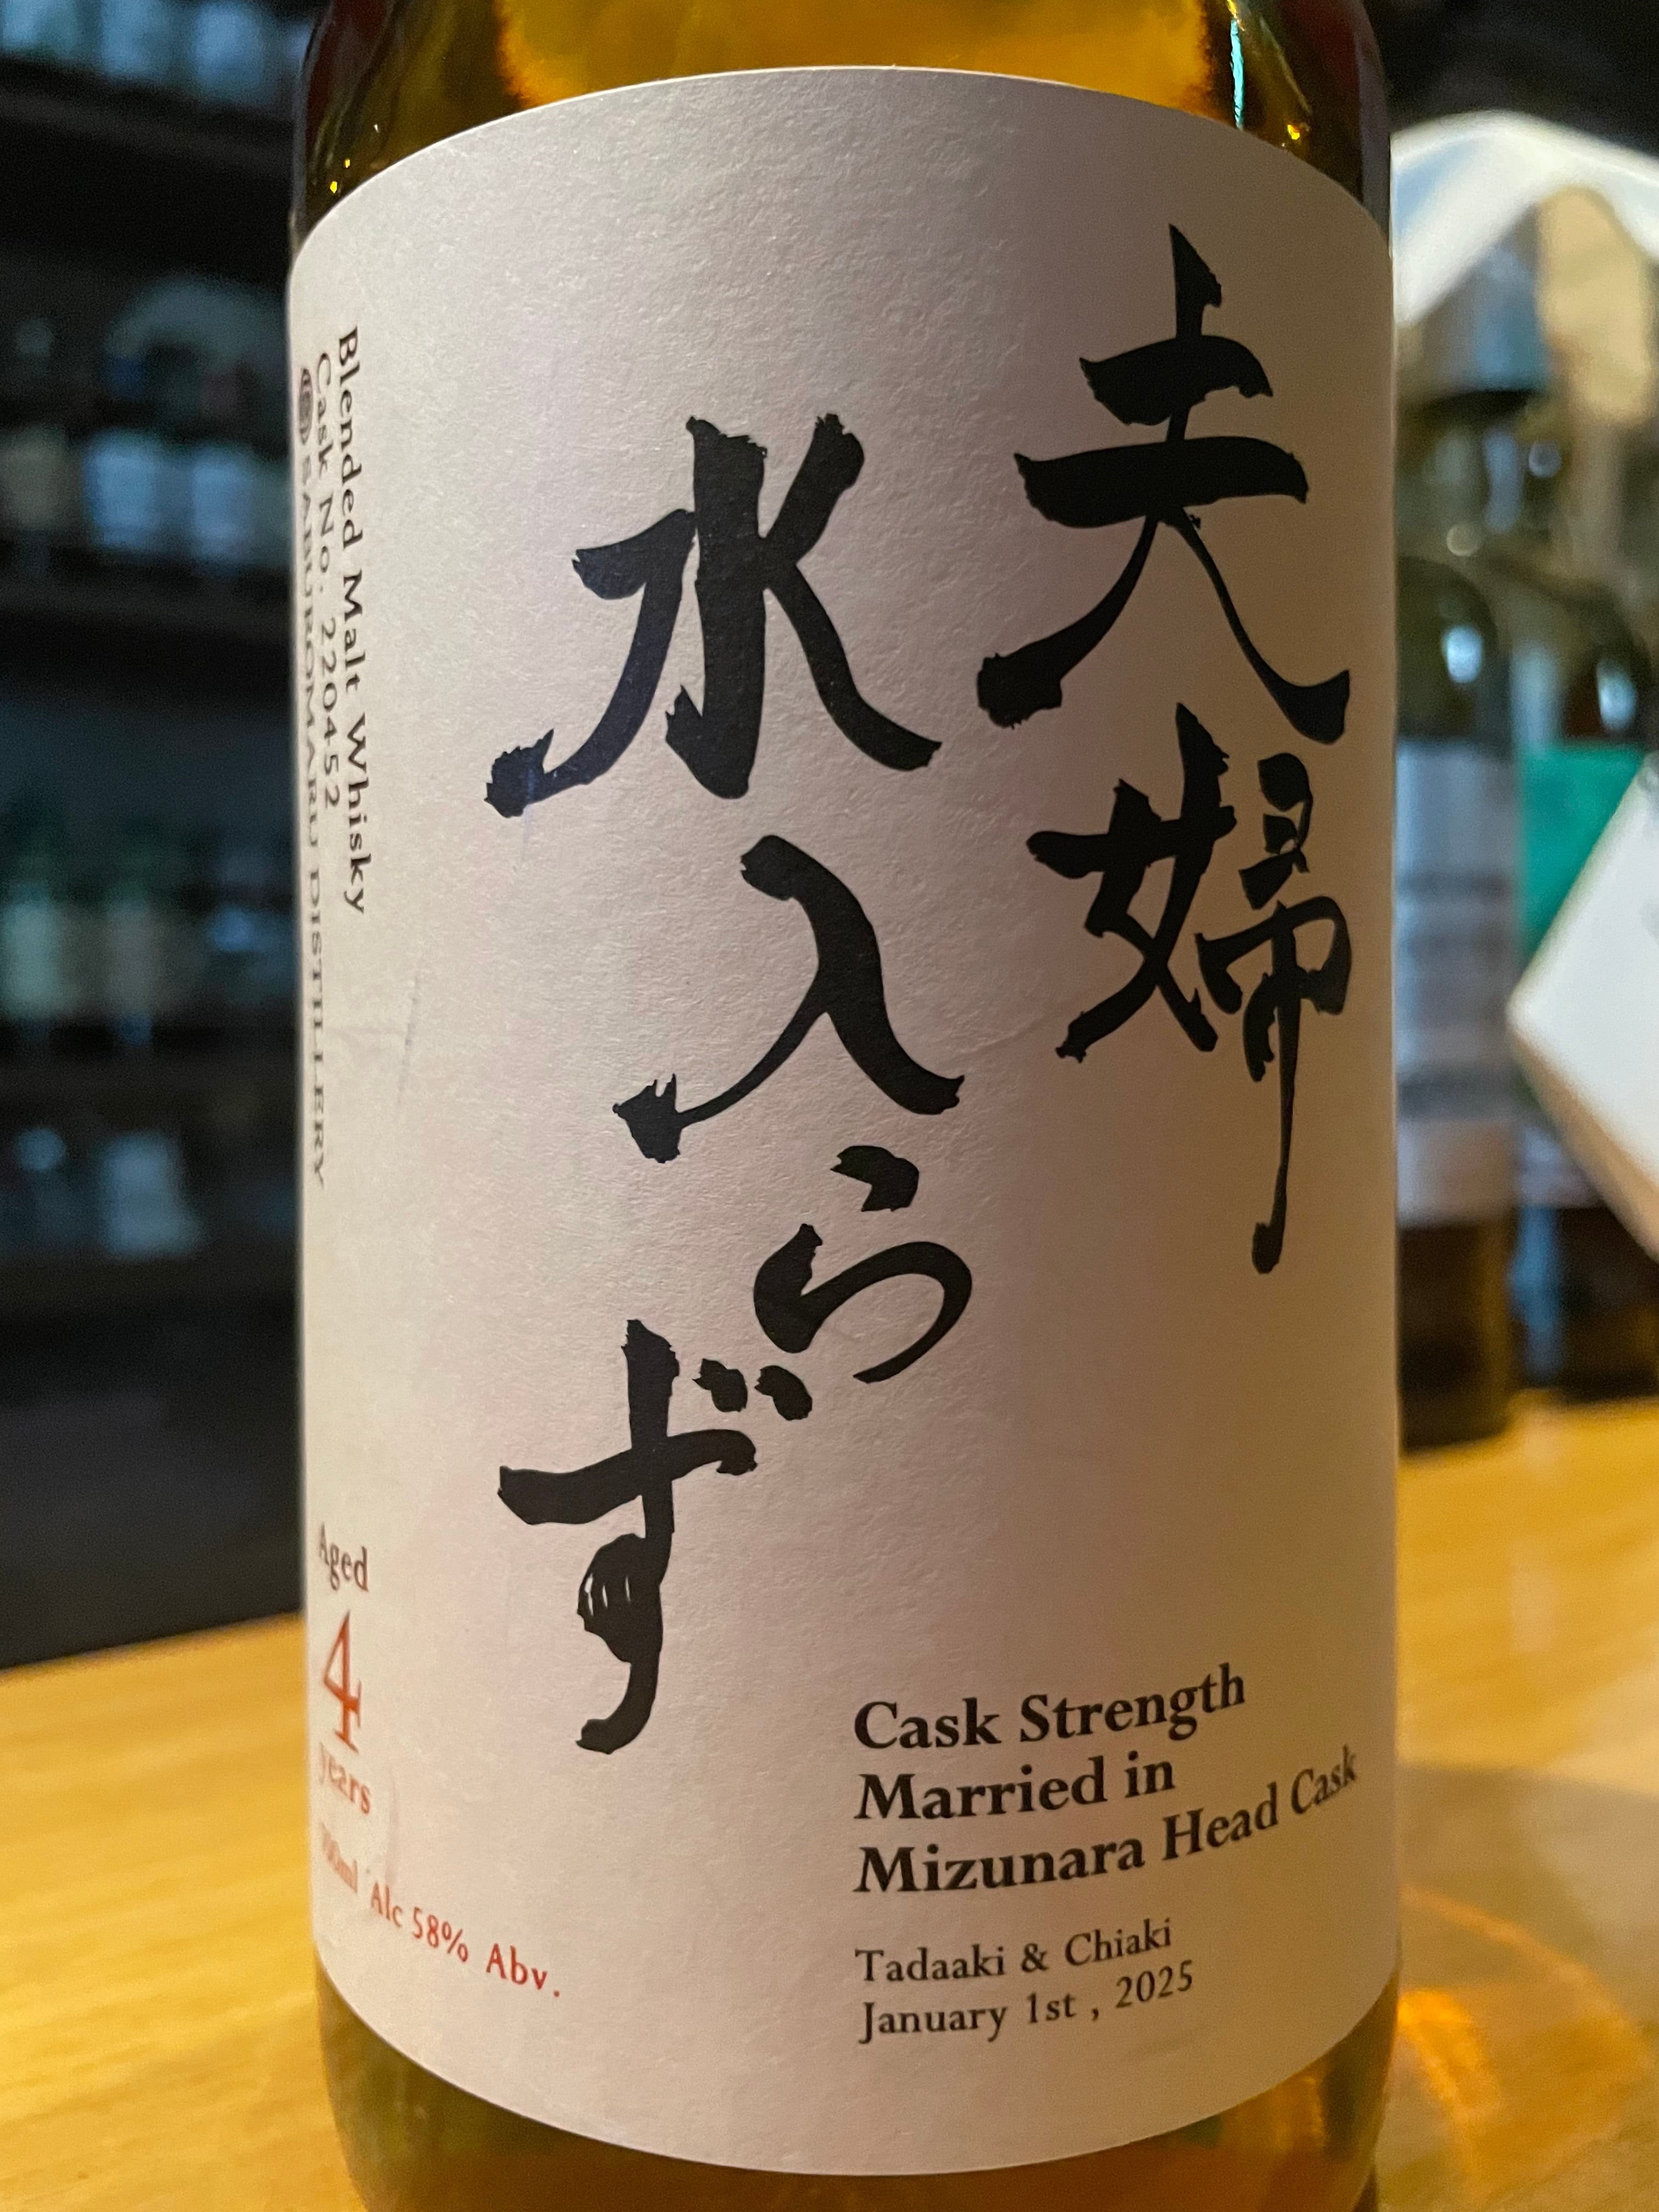 夫婦
水入らず
Blended Malt Whisky
Cask No. 220452
SABUROMARU DISTILLERY
Aged
4
years
Alc 58% Abv.
Cask Strength
Married in
Mizunara Head Cask
Tadaaki & Chiaki
January 1st , 2025